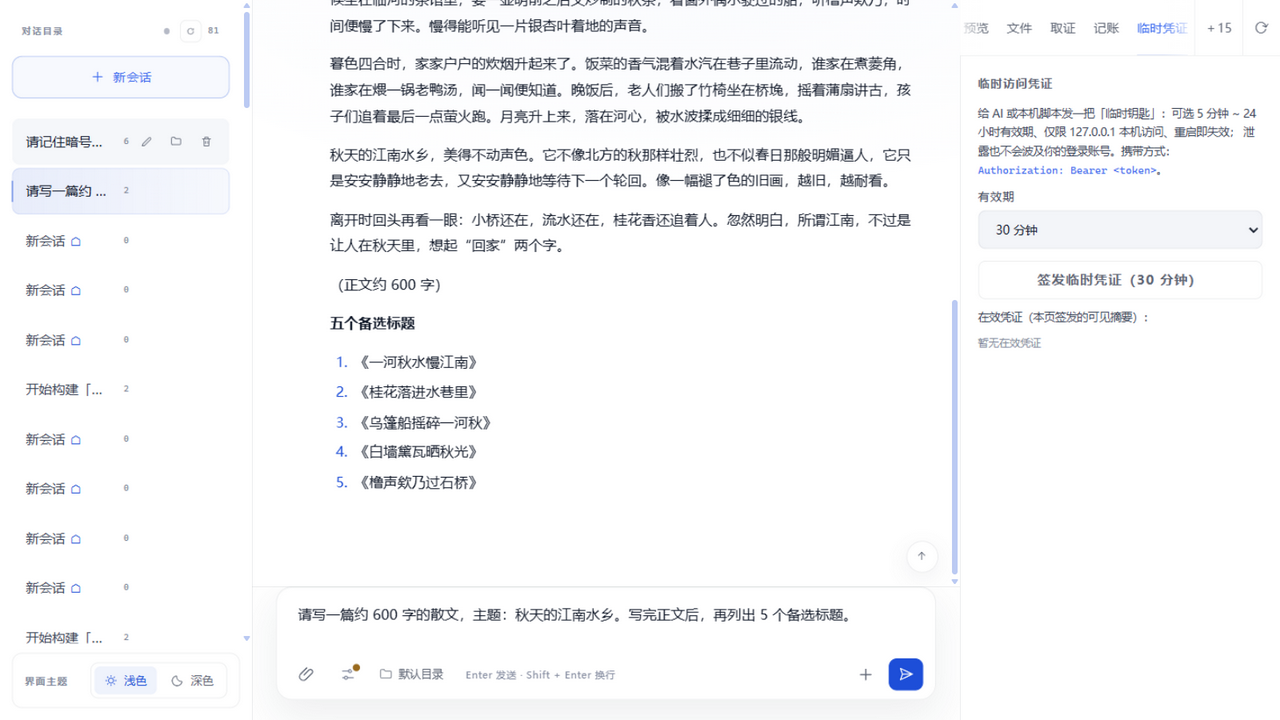 对话目录
81
+ 新会话
请记住暗号... 6
请写一篇约 ... 2
新会话 0
新会话 0
新会话 0
开始构建「... 2
新会话 0
新会话 0
新会话 0
新会话 0
开始构建「... 2
界面主题 浅色 深色
间便慢了下来。慢得能听见一片银杏叶着地的声音。
暮色四合时，家家户户的炊烟升起来了。饭菜的香气混着水汽在巷子里流动，谁家在煮菱角，
谁家在煨一锅老鸭汤，闻一闻便知道。晚饭后，老人们搬了竹椅坐在桥堍，摇着蒲扇讲古，孩
子们追着最后一点萤火跑。月亮升上来，落在河心，被水波揉成细细的银线。
秋天的江南水乡，美得不动声色。它不像北方的秋那样壮烈，也不似春日那般明媚逼人，它只
是安安静静地老去，又安安静静地等待下一个轮回。像一幅褪了色的旧画，越旧，越耐看。
离开时回头再看一眼：小桥还在，流水还在，桂花香还追着人。忽然明白，所谓江南，不过是
让人在秋天里，想起“回家”两个字。
（正文约 600 字）
五个备选标题
1. 《一河秋水慢江南》
2. 《桂花落进水巷里》
3. 《乌篷船摇碎一河秋》
4. 《白墙黛瓦晒秋光》
5. 《橹声欸乃过石桥》
请写一篇约 600 字的散文，主题：秋天的江南水乡。写完正文后，再列出 5 个备选标题。
默认目录 Enter 发送 · Shift + Enter 换行
预览 文件 取证 记账 临时凭证 +15
临时访问凭证
给 AI 或本机脚本发一把「临时钥匙」：可选 5 分钟 ~ 24
小时有效期、仅限 127.0.0.1 本机访问、重启即失效； 泄
露也不会波及你的登录账号。携带方式：
Authorization: Bearer <token>。
有效期
30 分钟
签发临时凭证（30 分钟）
在效凭证（本页签发的可见摘要）：
暂无在效凭证